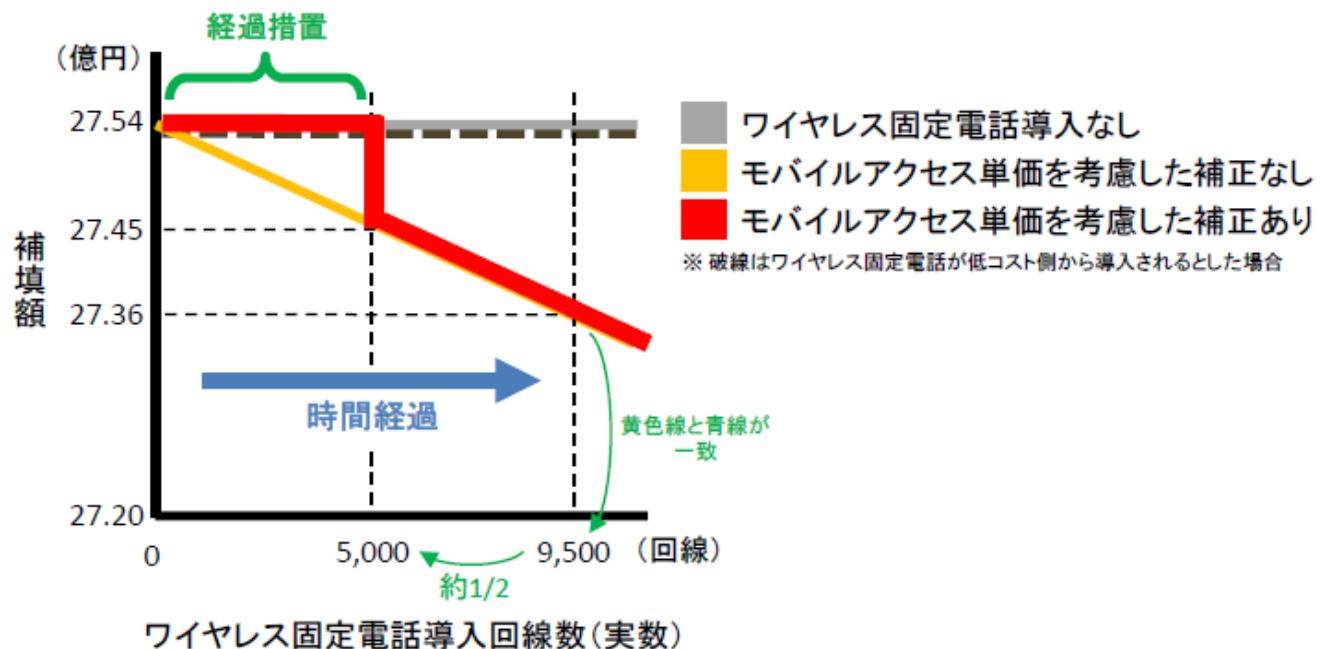 経過措置
（億円）
27.54
27.45
27.36
27.20
補填額
ワイヤレス固定電話導入なし
モバイルアクセス単価を考慮した補正なし
モバイルアクセス単価を考慮した補正あり
※ 破線はワイヤレス固定電話が低コスト側から導入されるとした場合
時間経過
黄色線と青線が
一致
0
5,000
9,500
（回線）
約1/2
ワイヤレス固定電話導入回線数（実数）